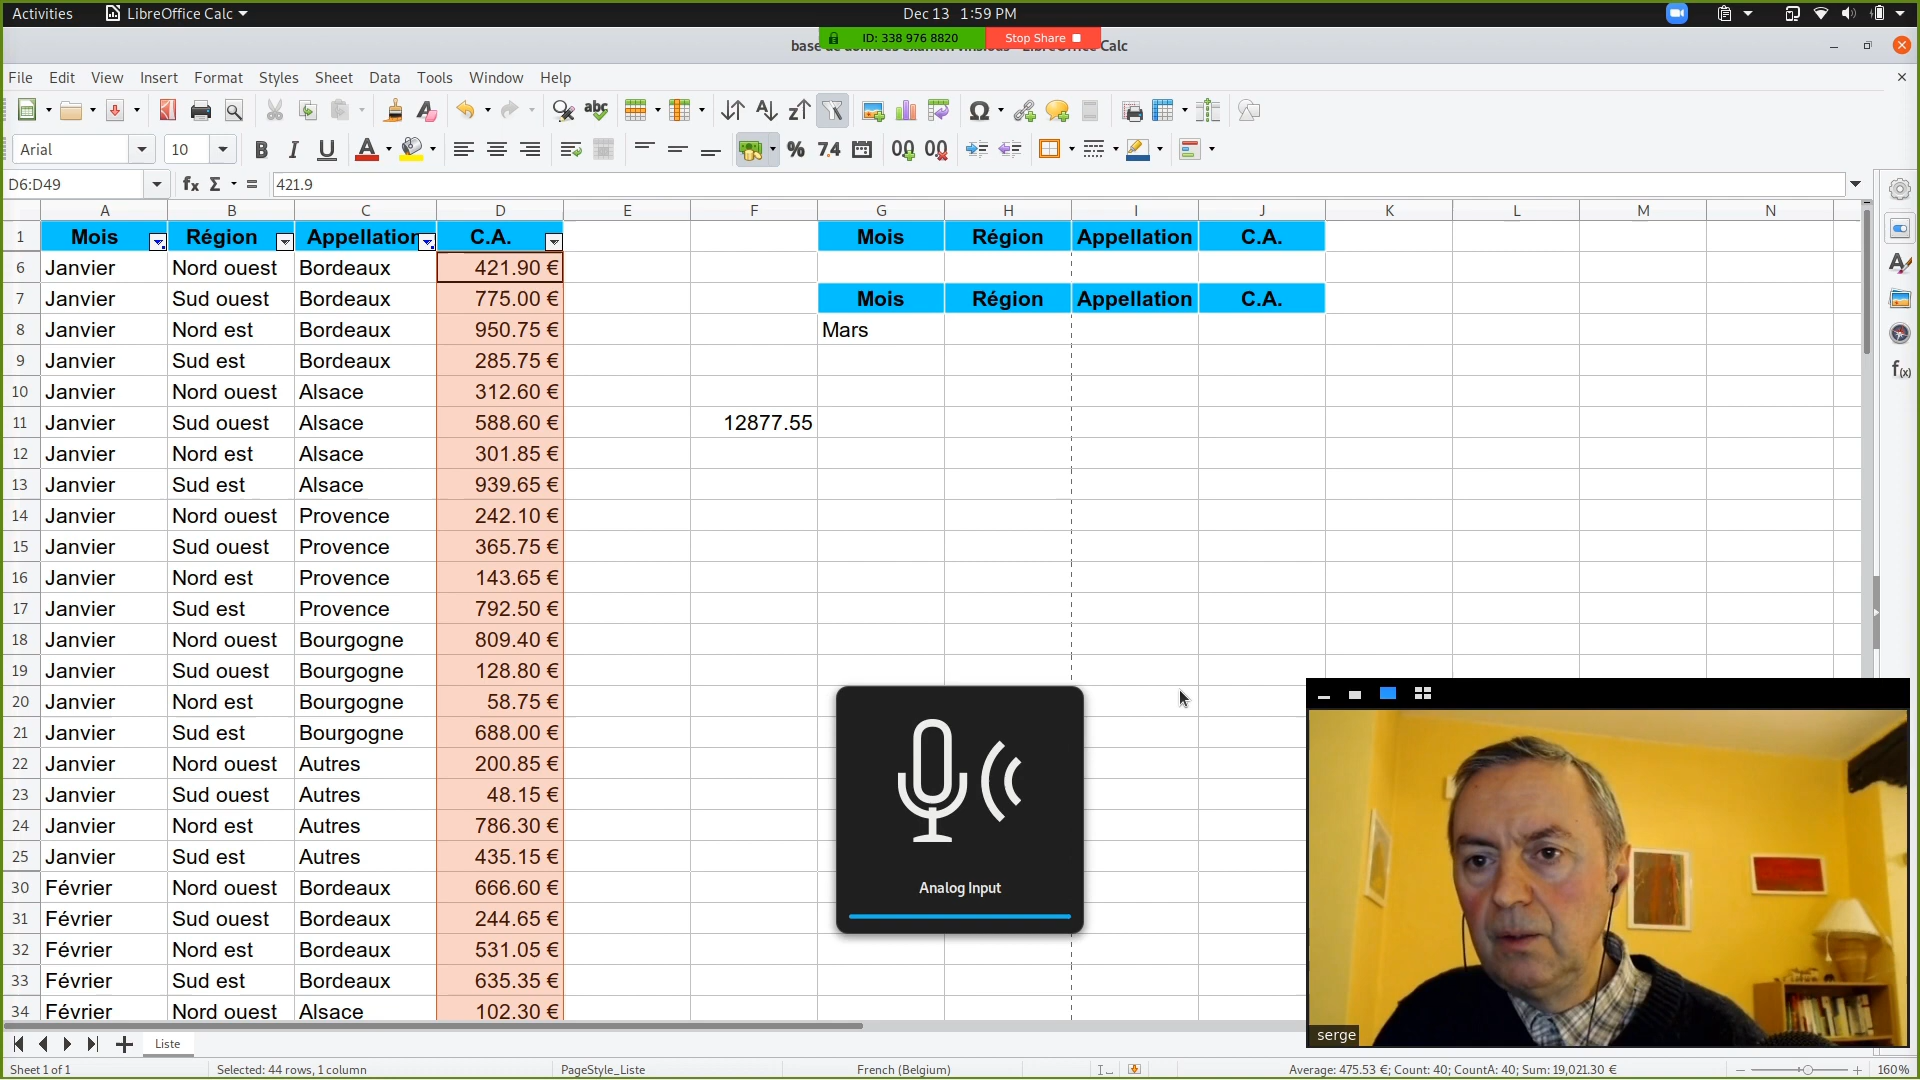 Activities LibreOffice Calc Dec 13 1:59 PM
ID: 338 976 8820 Stop Share
Calc
File Edit View Insert Format Styles Sheet Data Tools Window Help
Arial 10
D6:D49 421.9
A B C D E F G H I J K L M N
1 Mois Région Appellation C.A. Mois Région Appellation C.A.
6 Janvier Nord ouest Bordeaux 421.90 €
7 Janvier Sud ouest Bordeaux 775.00 € Mois Région Appellation C.A.
8 Janvier Nord est Bordeaux 950.75 € Mars
9 Janvier Sud est Bordeaux 285.75 €
10 Janvier Nord ouest Alsace 312.60 €
11 Janvier Sud ouest Alsace 588.60 € 12877.55
12 Janvier Nord est Alsace 301.85 €
13 Janvier Sud est Alsace 939.65 €
14 Janvier Nord ouest Provence 242.10 €
15 Janvier Sud ouest Provence 365.75 €
16 Janvier Nord est Provence 143.65 €
17 Janvier Sud est Provence 792.50 €
18 Janvier Nord ouest Bourgogne 809.40 €
19 Janvier Sud ouest Bourgogne 128.80 €
20 Janvier Nord est Bourgogne 58.75 €
21 Janvier Sud est Bourgogne 688.00 €
22 Janvier Nord ouest Autres 200.85 €
23 Janvier Sud ouest Autres 48.15 €
24 Janvier Nord est Autres 786.30 €
25 Janvier Sud est Autres 435.15 €
30 Février Nord ouest Bordeaux 666.60 €
31 Février Sud ouest Bordeaux 244.65 €
32 Février Nord est Bordeaux 531.05 €
33 Février Sud est Bordeaux 635.35 €
34 Février Nord ouest Alsace 102.30 €
Analog Input
serge
Liste
Sheet 1 of 1 Selected: 44 rows, 1 column PageStyle_Liste French (Belgium) Average: 475.53 €; Count: 40; CountA: 40; Sum: 19,021.30 € 160%